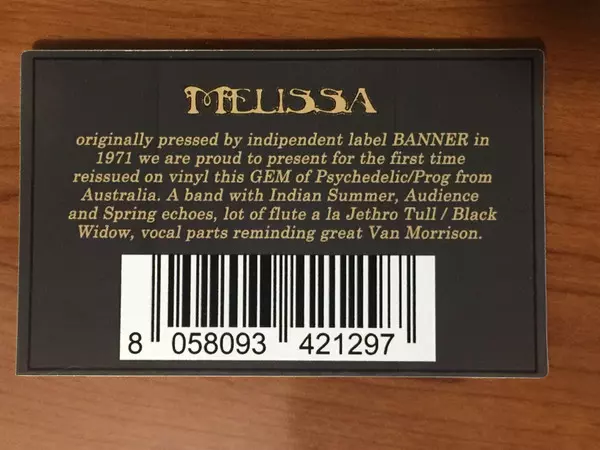 MELISSA
originally pressed by indipendent label BANNER in
1971 we are proud to present for the first time
reissued on vinyl this GEM of Psychedelic/Prog from
Australia. A band with Indian Summer, Audience
and Spring echoes, lot of flute a la Jethro Tull / Black
Widow, vocal parts reminding great Van Morrison.
8 058093 421297